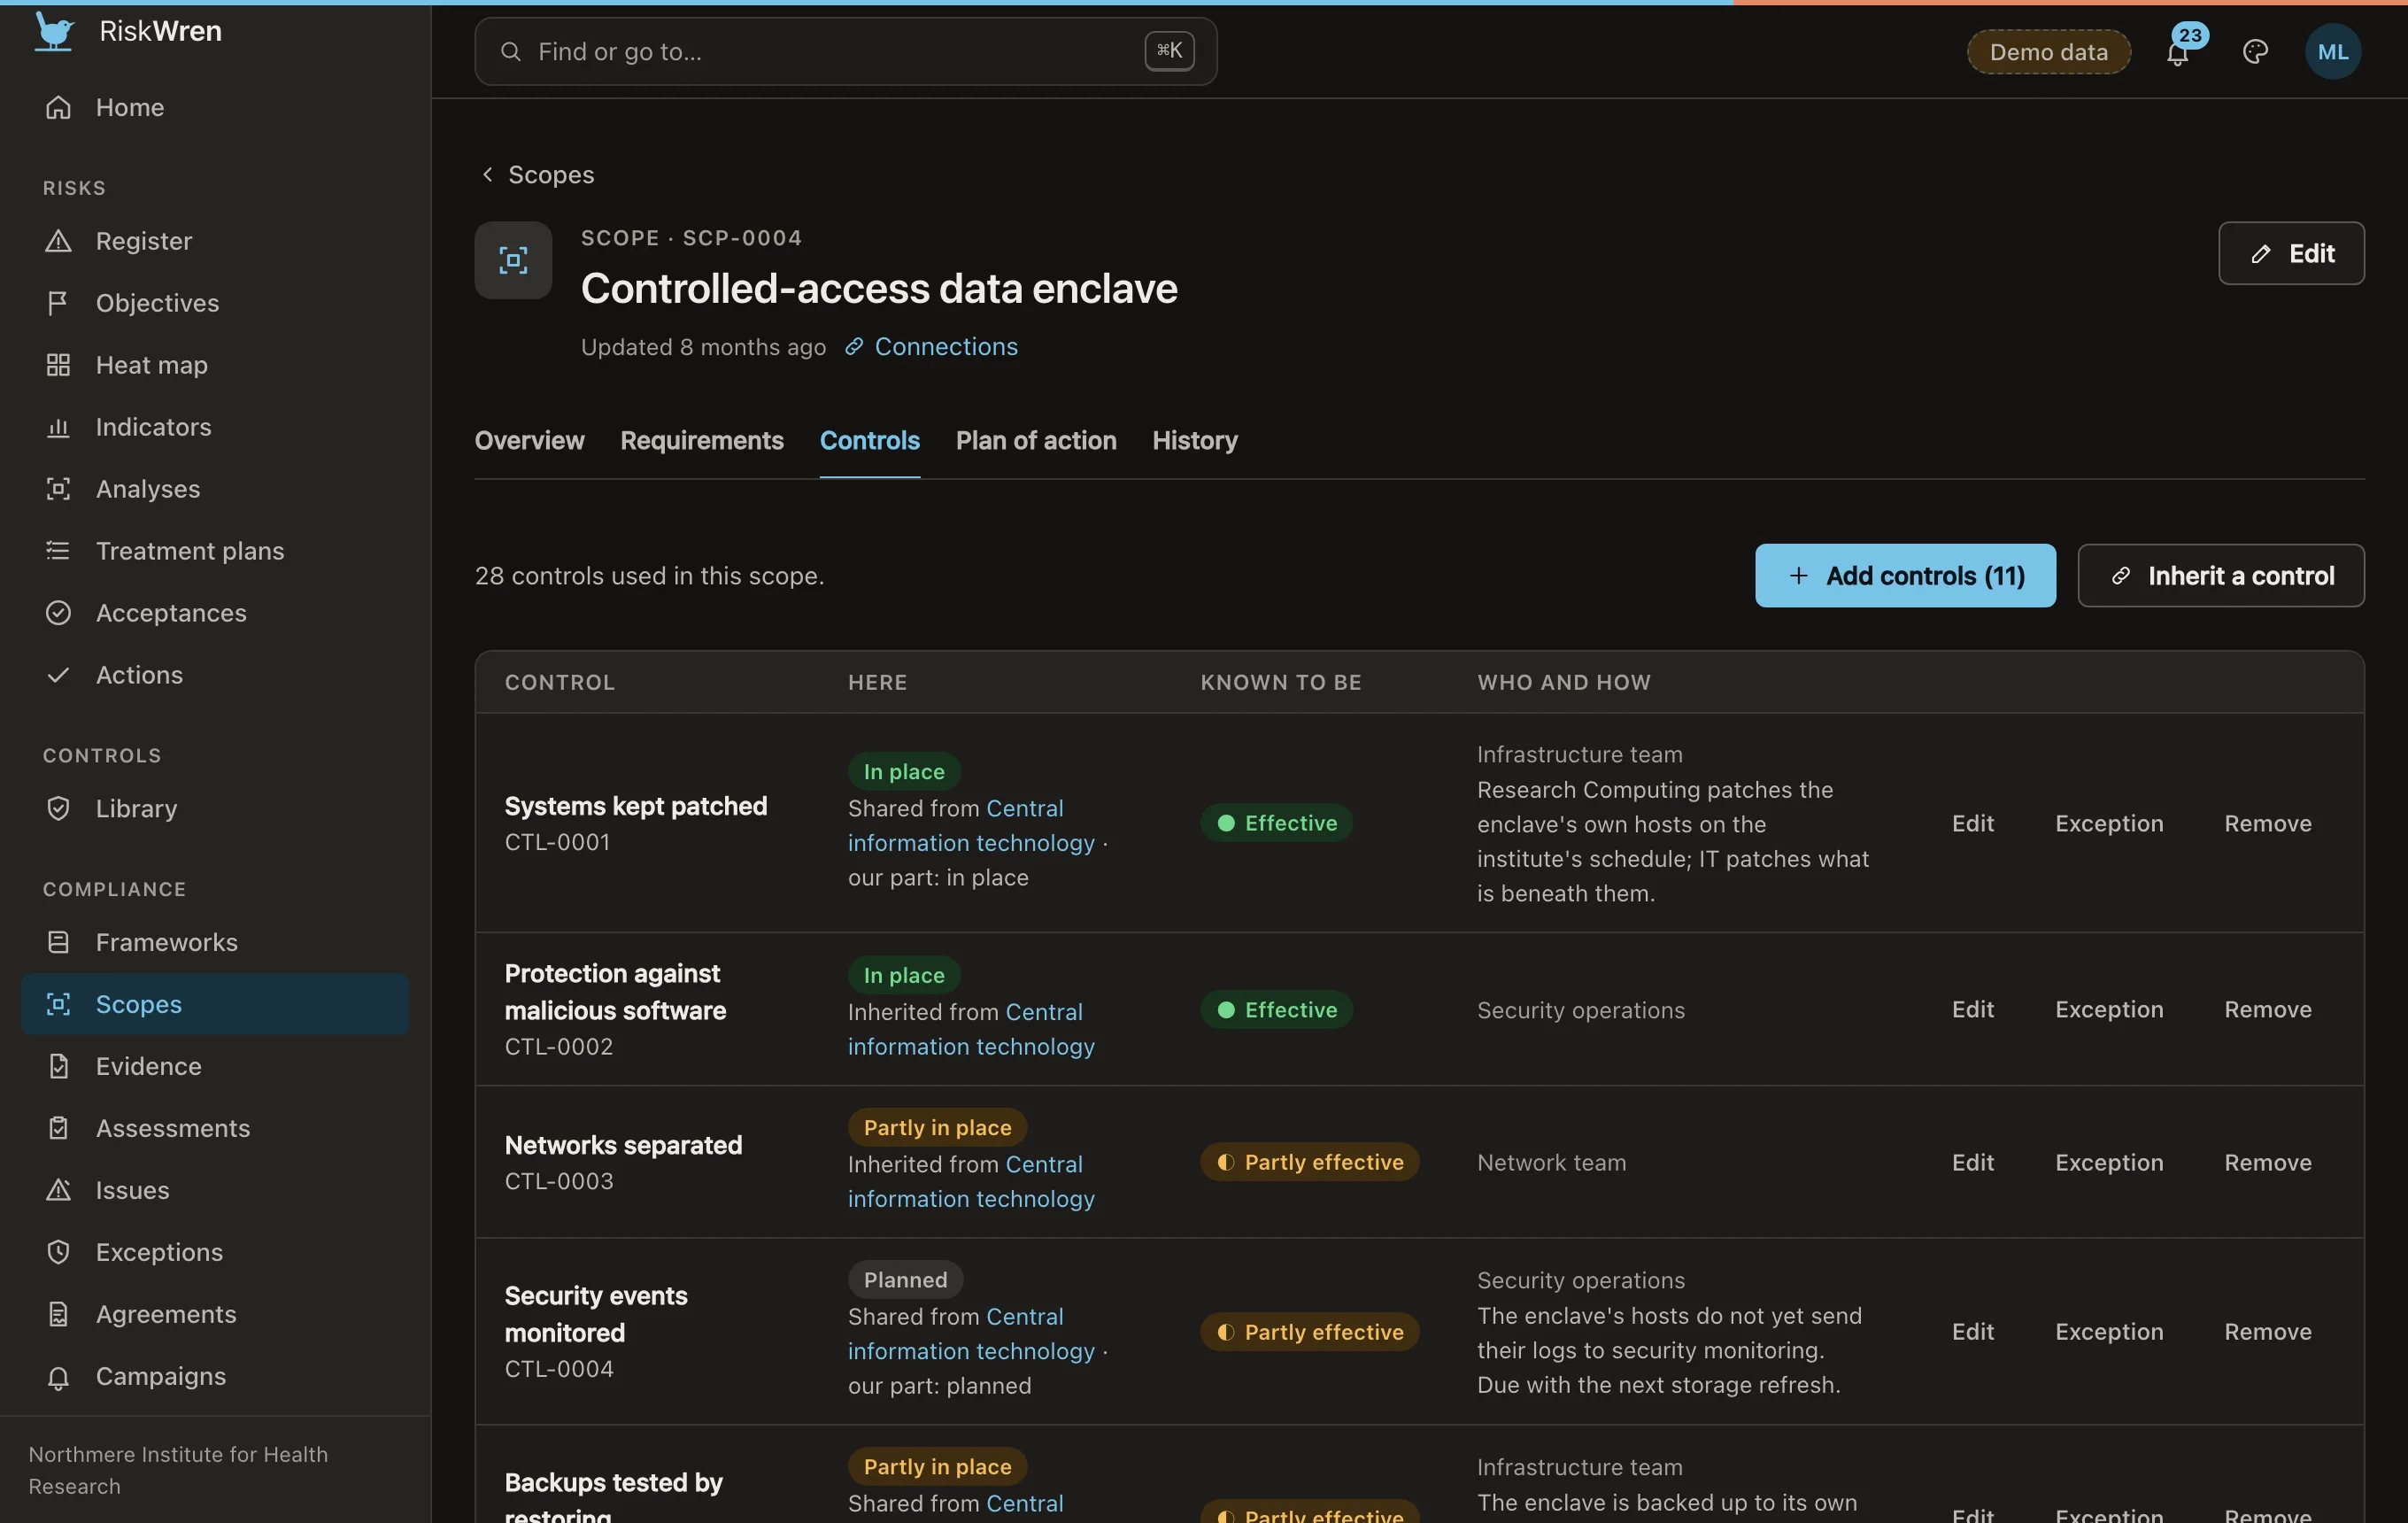 RiskWren
Find or go to...
⌘K
Demo data
23
ML
Home
RISKS
Register
Objectives
Heat map
Indicators
Analyses
Treatment plans
Acceptances
Actions
CONTROLS
Library
COMPLIANCE
Frameworks
Scopes
Evidence
Assessments
Issues
Exceptions
Agreements
Campaigns
Northmere Institute for Health
Research
Scopes
SCOPE · SCP-0004
Controlled-access data enclave
Updated 8 months ago Connections
Edit
Overview Requirements Controls Plan of action History
28 controls used in this scope.
+ Add controls (11)
Inherit a control
CONTROL HERE KNOWN TO BE WHO AND HOW
Systems kept patched
CTL-0001
In place
Shared from Central
information technology ·
our part: in place
Effective
Infrastructure team
Research Computing patches the
enclave's own hosts on the
institute's schedule; IT patches what
is beneath them.
Edit Exception Remove
Protection against
malicious software
CTL-0002
In place
Inherited from Central
information technology
Effective
Security operations
Edit Exception Remove
Networks separated
CTL-0003
Partly in place
Inherited from Central
information technology
Partly effective
Network team
Edit Exception Remove
Security events
monitored
CTL-0004
Planned
Shared from Central
information technology ·
our part: planned
Partly effective
Security operations
The enclave's hosts do not yet send
their logs to security monitoring.
Due with the next storage refresh.
Edit Exception Remove
Backups tested by
restoring
Partly in place
Shared from Central
Partly effective
Infrastructure team
The enclave is backed up to its own
Edit Exception Remove